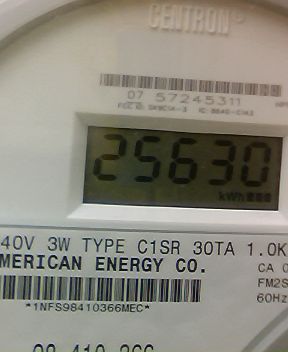 CENTRON®
07 57245311
25630
kWh
40V 3W TYPE C1SR 30TA 1.0K
MERICAN ENERGY CO.
CA 0
FM2S
60Hz
*1NFS98410366MEC*